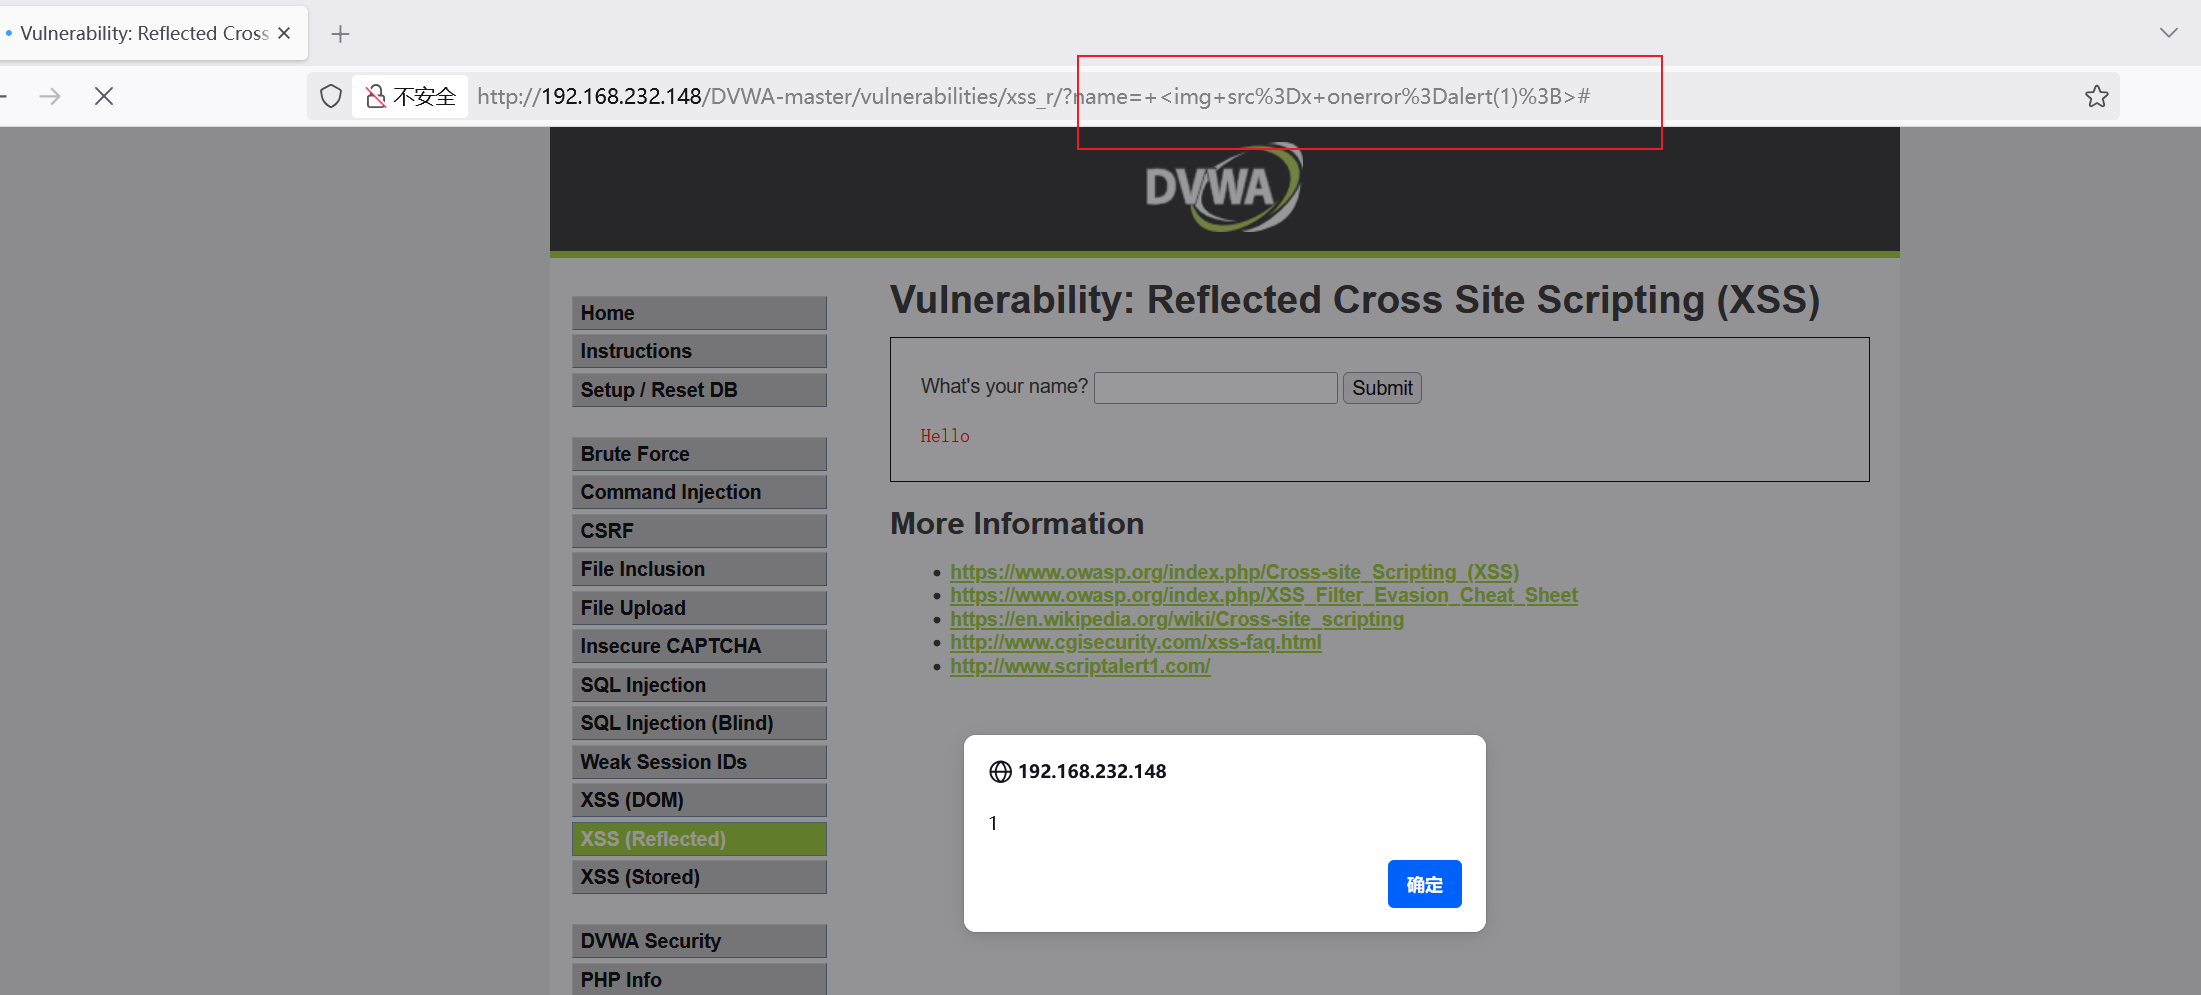 Vulnerability: Reflected Cross
不安全 http://192.168.232.148/DVWA-master/vulnerabilities/xss_r/?name=+<img+src%3Dx+onerror%3Dalert(1)%3B>#
DVWA
Home
Instructions
Setup / Reset DB
Brute Force
Command Injection
CSRF
File Inclusion
File Upload
Insecure CAPTCHA
SQL Injection
SQL Injection (Blind)
Weak Session IDs
XSS (DOM)
XSS (Reflected)
XSS (Stored)
DVWA Security
PHP Info
Vulnerability: Reflected Cross Site Scripting (XSS)
What's your name? Submit
Hello
More Information
https://www.owasp.org/index.php/Cross-site_Scripting_(XSS)
https://www.owasp.org/index.php/XSS_Filter_Evasion_Cheat_Sheet
https://en.wikipedia.org/wiki/Cross-site_scripting
http://www.cgisecurity.com/xss-faq.html
http://www.scriptalert1.com/
192.168.232.148
1
确定